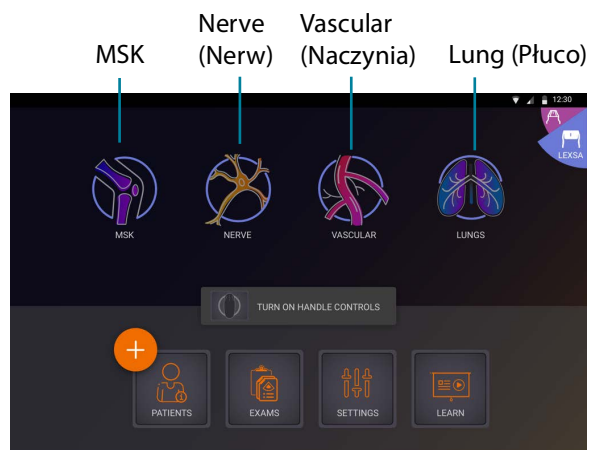 MSK
Nerve
(Nerw)
Vascular
(Naczynia)
Lung (Płuco)
12:30
LEXSA
MSK
NERVE
VASCULAR
LUNGS
TURN ON HANDLE CONTROLS
PATIENTS
EXAMS
SETTINGS
LEARN